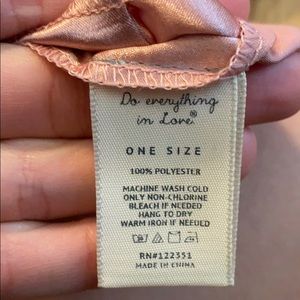 Do everything
in Love®
ONE SIZE
100% POLYESTER
MACHINE WASH COLD
ONLY NON-CHLORINE
BLEACH IF NEEDED
HANG TO DRY
WARM IRON IF NEEDED
RN#122351
MADE IN CHINA